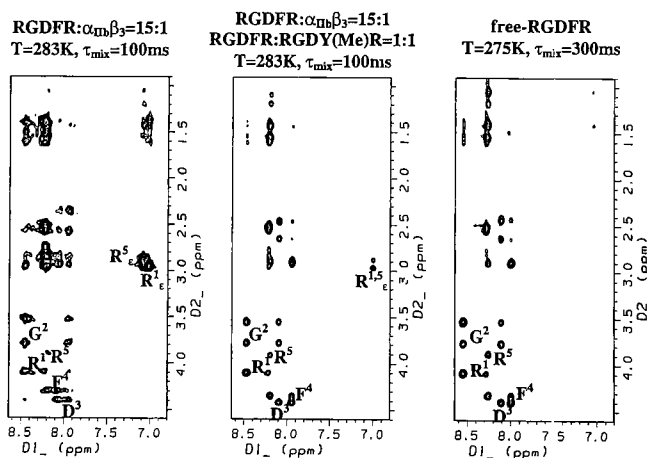 RGDFR:αIIbβ3=15:1
T=283K, τmix=100ms
RGDFR:αIIbβ3=15:1
RGDFR:RGDY(Me)R=1:1
T=283K, τmix=100ms
free-RGDFR
T=275K, τmix=300ms
1.5
2.0
2.5
3.0
3.5
4.0
D2_ (ppm)
R5ε
R1ε
G2
R1
R5
F4
D3
8.5 8.0 7.5 7.0
D1_ (ppm)
1.5
2.0
2.5
3.0
3.5
4.0
D2_ (ppm)
R1,5ε
G2
R1
R5
F4
D3
8.5 8.0 7.5 7.0
D1_ (ppm)
1.5
2.0
2.5
3.0
3.5
4.0
D2_ (ppm)
G2
R5
R1
F4
D3
8.5 8.0 7.5 7.0
D1_ (ppm)